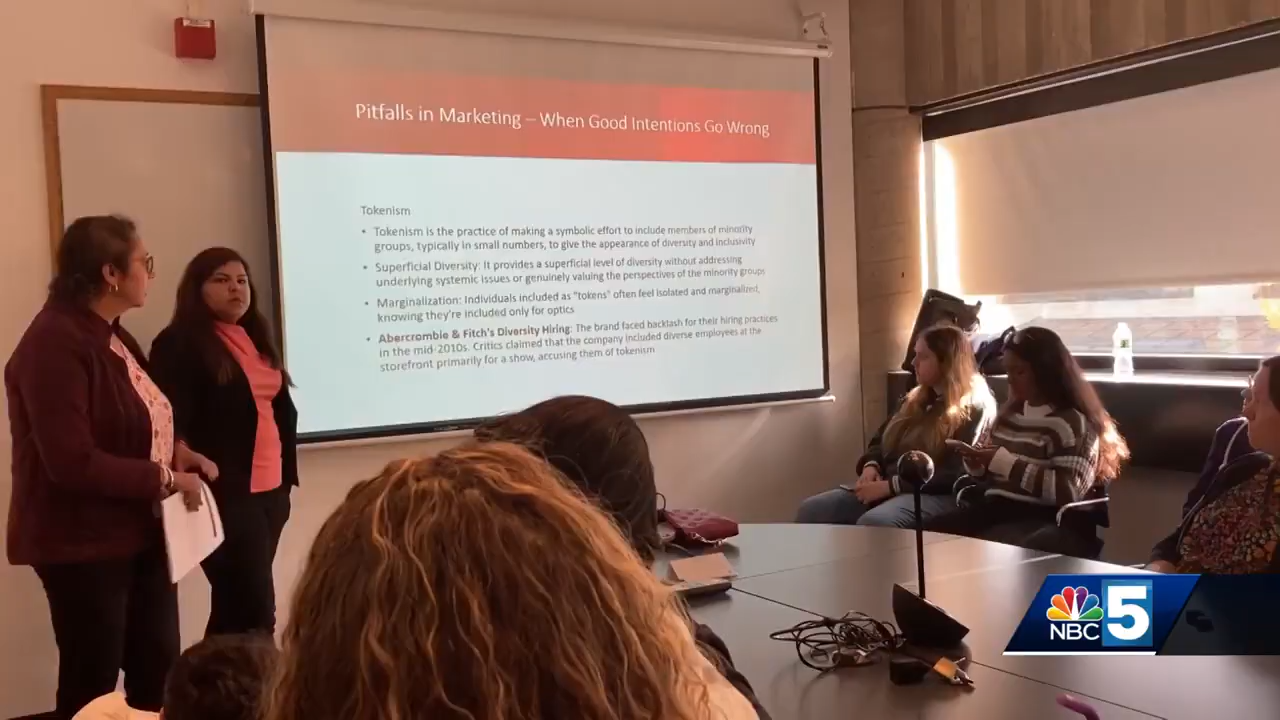 Pitfalls in Marketing – When Good Intentions Go Wrong
Tokenism
• Tokenism is the practice of making a symbolic effort to include members of minority
groups, typically in small numbers, to give the appearance of diversity and inclusivity
• Superficial Diversity: It provides a superficial level of diversity without addressing
underlying systemic issues or genuinely valuing the perspectives of the minority groups
• Marginalization: Individuals included as "tokens" often feel isolated and marginalized,
knowing they're included only for optics
• Abercrombie & Fitch's Diversity Hiring: The brand faced backlash for their hiring practices
in the mid-2010s. Critics claimed that the company included diverse employees at the
storefront primarily for a show, accusing them of tokenism
NBC 5